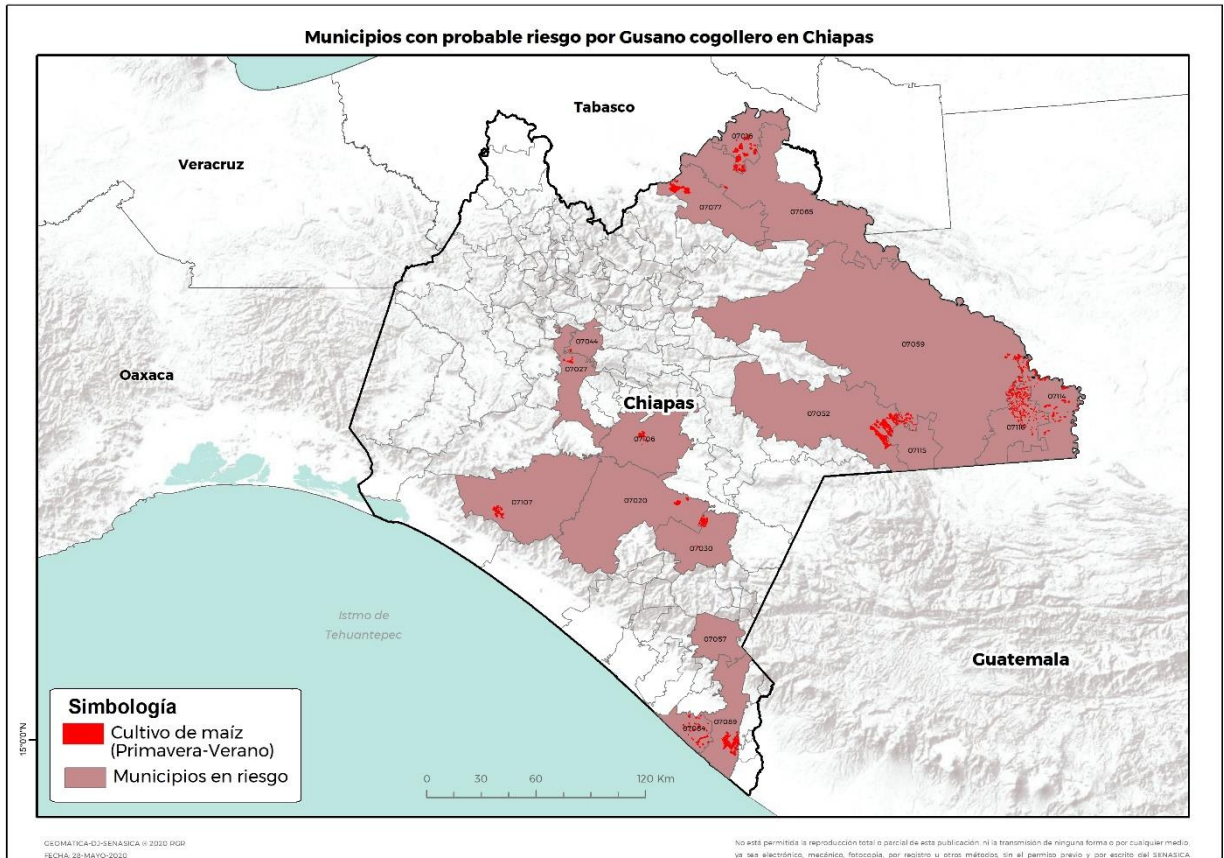 Municipios con probable riesgo por Gusano cogollero en Chiapas
Tabasco
Veracruz
Oaxaca
Chiapas
Guatemala
Istmo de
Tehuantepec
07016
07077
07065
07059
07044
07027
07052
07114
07115
07106
07107
07020
07030
07057
07089
15°0'0"N
Simbología
Cultivo de maíz
(Primavera-Verano)
Municipios en riesgo
0 30 60 120 Km
GEOMATICA-DJ-SENASICA © 2020 RGR
FECHA: 28-MAYO-2020
No está permitida la reproducción total o parcial de esta publicación, ni la transmisión de ninguna forma o por cualquier medio,
ya sea electrónico, mecánico, fotocopia, por registro u otros métodos, sin el permiso previo y por escrito del SENASICA.